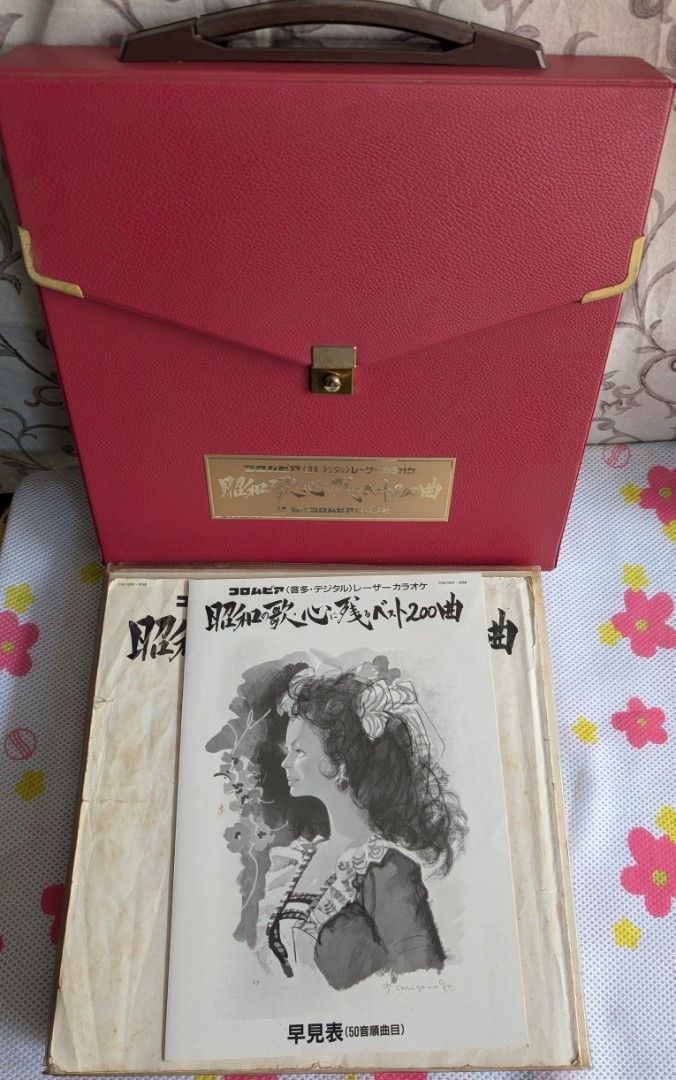 コロムビア〈音多・デジタル〉レーザーカラオケ
昭和の歌・心に残るベスト200曲
コロムビア〈音多・デジタル〉レーザーカラオケ
昭和の歌・心に残るベスト200曲
早見表(50音順曲目)
コ
昭和
曲